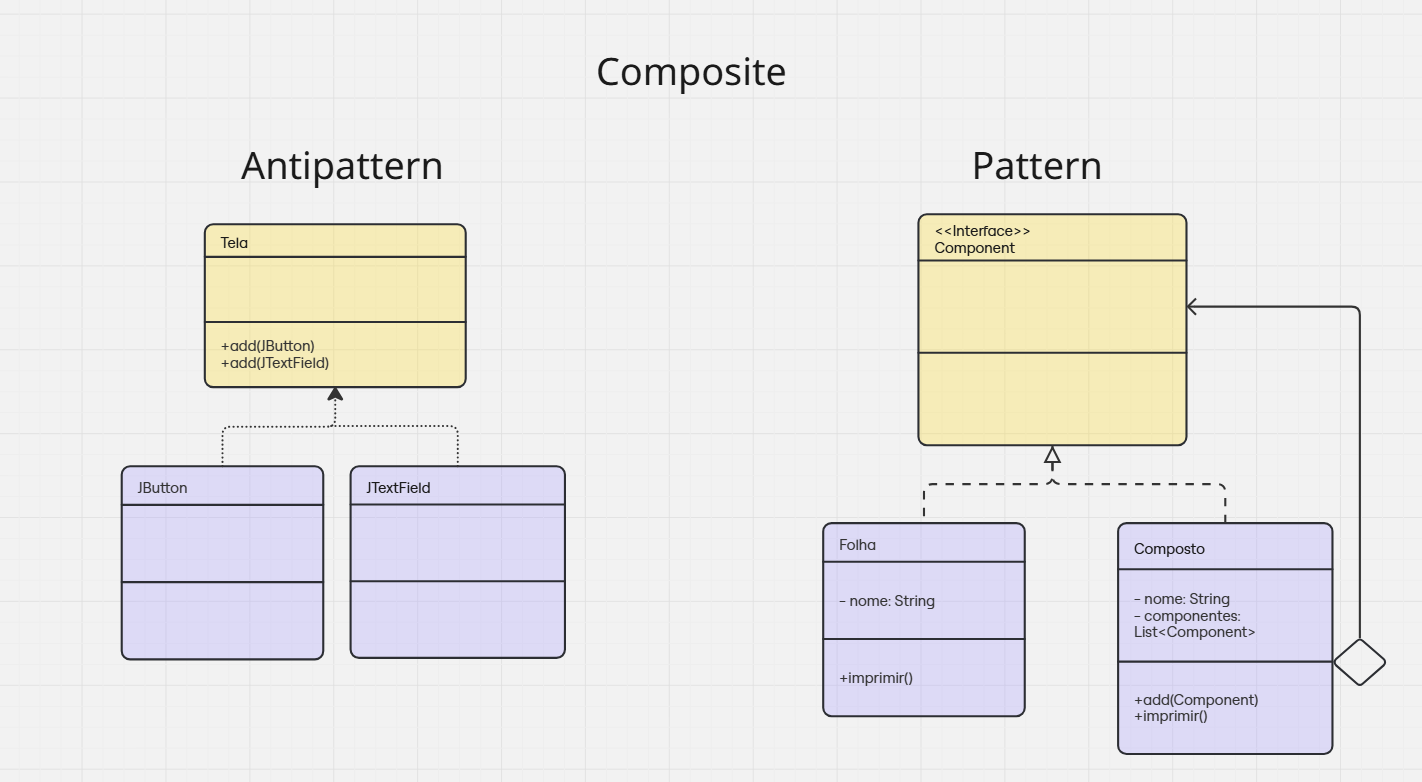 Composite
Antipattern
Pattern
Tela
+add(JButton)
+add(JTextField)
JButton
JTextField
<<Interface>>
Component
Folha
- nome: String
+imprimir()
Composto
- nome: String
- componentes:
List<Component>
+add(Component)
+imprimir()